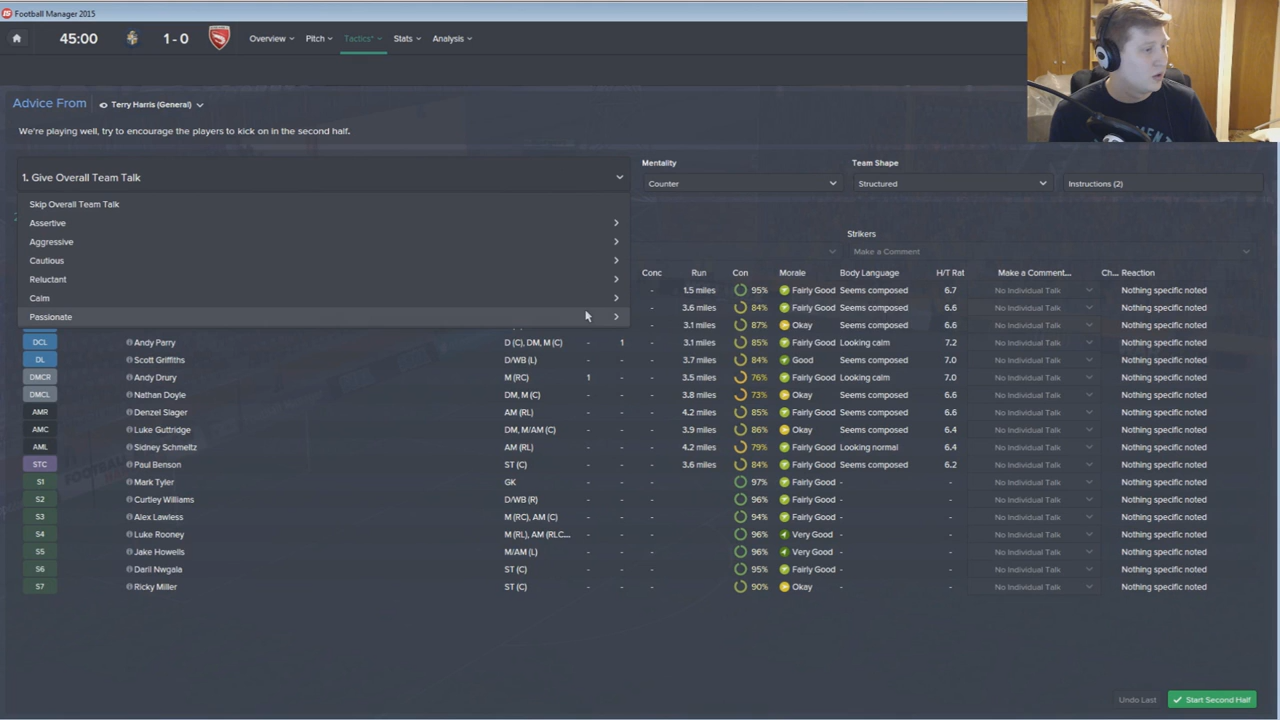 Football Manager 2015
45:00 1 - 0 Overview Pitch Tactics* Stats Analysis
Advice From Terry Harris (General)
We're playing well, try to encourage the players to kick on in the second half.
1. Give Overall Team Talk
Mentality Team Shape
Counter Structured Instructions (2)
Skip Overall Team Talk
Assertive
Aggressive
Cautious
Reluctant
Calm
Passionate
Strikers
Make a Comment
Conc Run Con Morale Body Language H/T Rat Make a Comment... Ch... Reaction
- 1.5 miles 95% Fairly Good Seems composed 6.7 No Individual Talk Nothing specific noted
- 3.6 miles 84% Fairly Good Seems composed 6.6 No Individual Talk Nothing specific noted
- 3.1 miles 87% Okay Seems composed 6.6 No Individual Talk Nothing specific noted
DCL Andy Parry D (C), DM, M (C) - 1 - 3.1 miles 85% Fairly Good Looking calm 7.2 No Individual Talk Nothing specific noted
DL Scott Griffiths D/WB (L) - - - 3.7 miles 84% Good Seems composed 7.0 No Individual Talk Nothing specific noted
DMCR Andy Drury M (RC) 1 - - 3.5 miles 76% Fairly Good Looking calm 7.0 No Individual Talk Nothing specific noted
DMCL Nathan Doyle DM, M (C) - - - 3.8 miles 73% Okay Seems composed 6.6 No Individual Talk Nothing specific noted
AMR Denzel Slager AM (RL) - - - 4.2 miles 85% Fairly Good Seems composed 6.6 No Individual Talk Nothing specific noted
AMC Luke Guttridge DM, M/AM (C) - - - 3.9 miles 86% Okay Seems composed 6.4 No Individual Talk Nothing specific noted
AML Sidney Schmeltz AM (RL) - - - 4.2 miles 79% Fairly Good Looking normal 6.4 No Individual Talk Nothing specific noted
STC Paul Benson ST (C) - - - 3.6 miles 84% Fairly Good Seems composed 6.2 No Individual Talk Nothing specific noted
S1 Mark Tyler GK - - - 97% Fairly Good - - No Individual Talk Nothing specific noted
S2 Curtley Williams D/WB (R) - - - 96% Fairly Good - - No Individual Talk Nothing specific noted
S3 Alex Lawless M (RC), AM (C) - - - 94% Fairly Good - - No Individual Talk Nothing specific noted
S4 Luke Rooney M (RL), AM (RLC... - - - 96% Very Good - - No Individual Talk Nothing specific noted
S5 Jake Howells M/AM (L) - - - 96% Very Good - - No Individual Talk Nothing specific noted
S6 Daril Nwgala ST (C) - - - 95% Fairly Good - - No Individual Talk Nothing specific noted
S7 Ricky Miller ST (C) - - - 90% Okay - - No Individual Talk Nothing specific noted
Undo Last Start Second Half